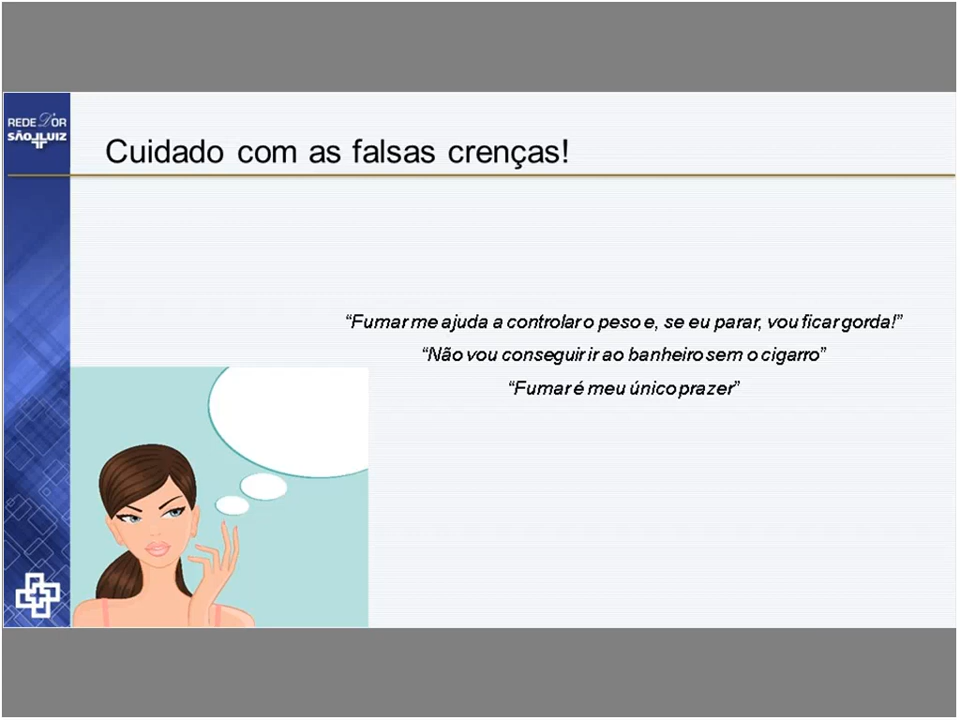 REDE D'OR
SÃO LUIZ
Cuidado com as falsas crenças!
“Fumar me ajuda a controlar o peso e, se eu parar, vou ficar gorda!”
“Não vou conseguir ir ao banheiro sem o cigarro”
“Fumar é meu único prazer”